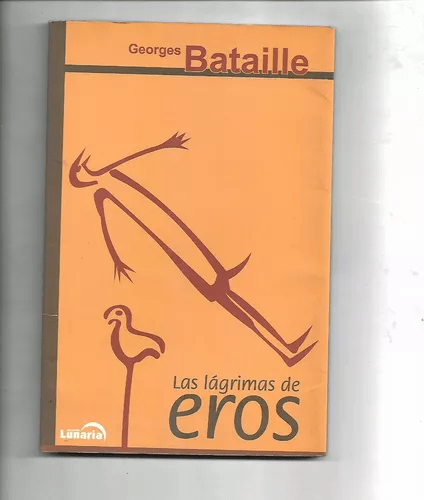 Georges Bataille
Las lágrimas de
eros
Lunaria